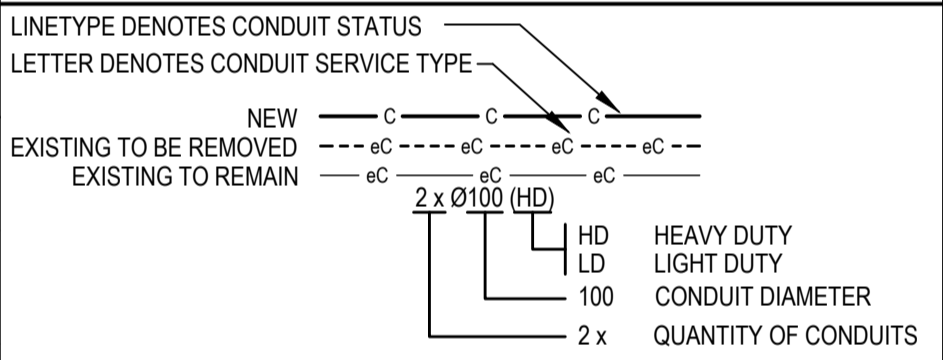 LINETYPE DENOTES CONDUIT STATUS
LETTER DENOTES CONDUIT SERVICE TYPE
NEW C C C
EXISTING TO BE REMOVED eC eC eC eC
EXISTING TO REMAIN eC eC eC
2 x Ø100 (HD)
HD HEAVY DUTY
LD LIGHT DUTY
100 CONDUIT DIAMETER
2 x QUANTITY OF CONDUITS